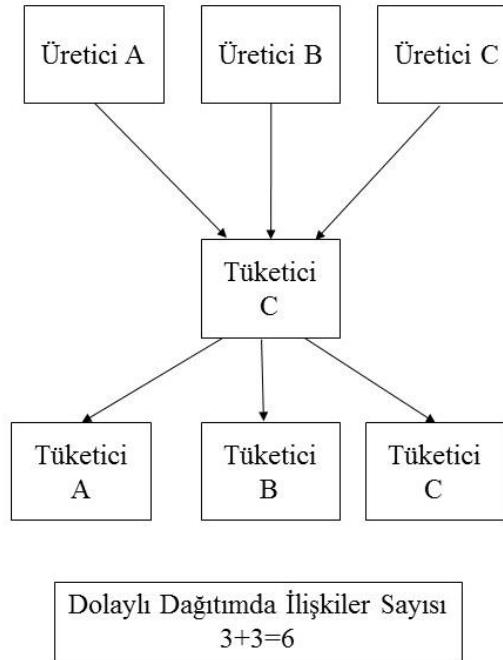 Üretici A
Üretici B
Üretici C
Tüketici
C
Tüketici
A
Tüketici
B
Tüketici
C
Dolaylı Dağıtımda İlişkiler Sayısı
3+3=6